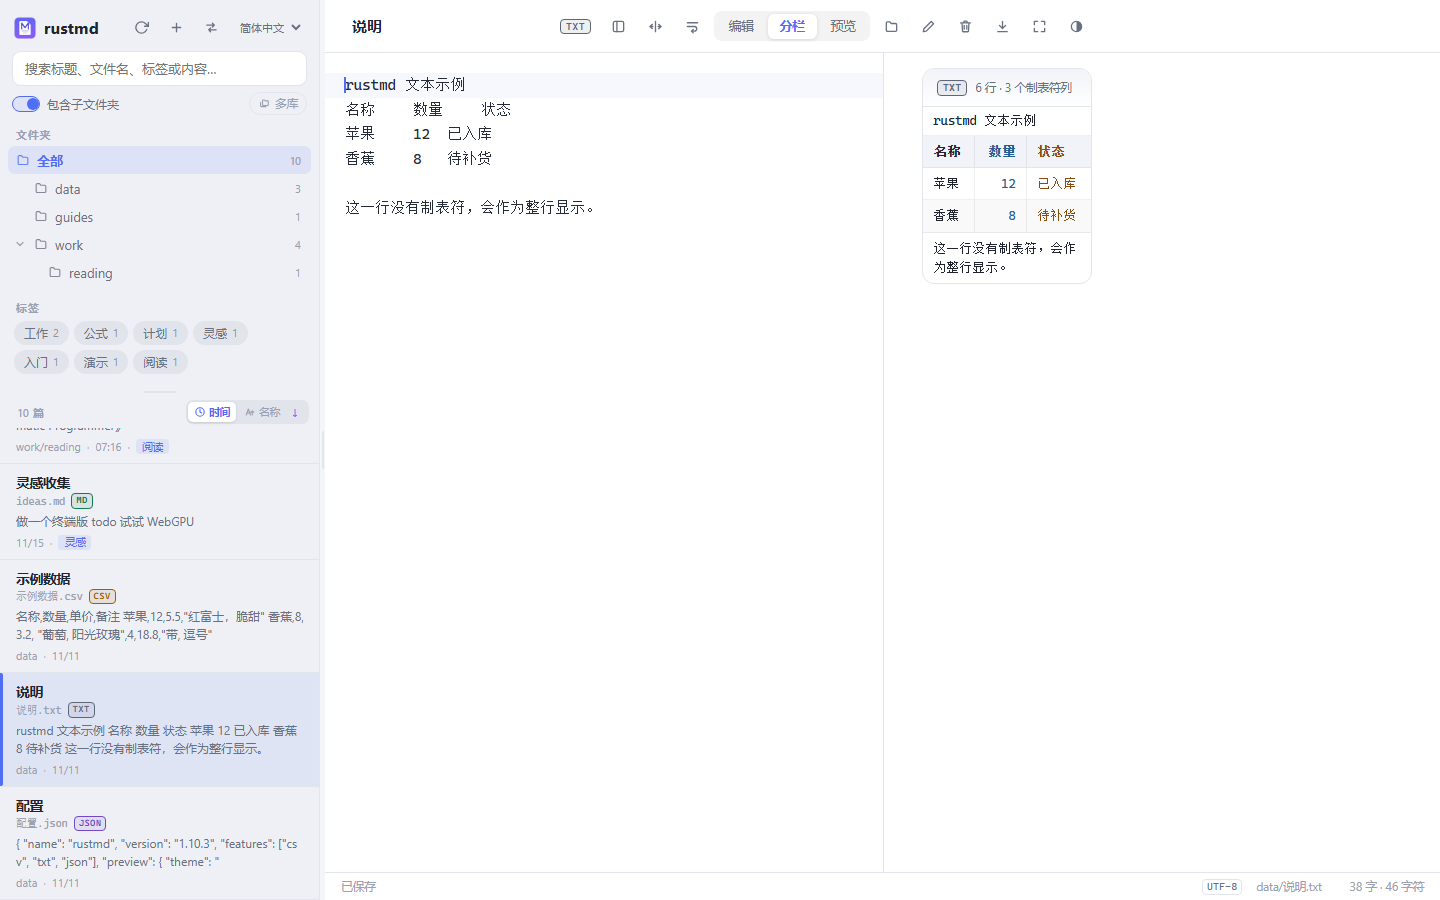 rustmd
简体中文
搜索标题、文件名、标签或内容...
包含子文件夹
多库
文件夹
全部 10
data 3
guides 1
work 4
reading 1
标签
工作 2 公式 1 计划 1 灵感 1
入门 1 演示 1 阅读 1
10 篇
时间 名称 ↓
work/reading · 07:16 · 阅读
灵感收集
ideas.md MD
做一个终端版 todo 试试 WebGPU
11/15 · 灵感
示例数据
示例数据.csv CSV
名称,数量,单价,备注 苹果,12,5.5,"红富士，脆甜" 香蕉,8,
3.2, "葡萄, 阳光玫瑰",4,18.8,"带, 逗号"
data · 11/11
说明
说明.txt TXT
rustmd 文本示例 名称 数量 状态 苹果 12 已入库 香蕉
8 待补货 这一行没有制表符，会作为整行显示。
data · 11/11
配置
配置.json JSON
{ "name": "rustmd", "version": "1.10.3", "features": ["cs
v", "txt", "json"], "preview": { "theme": "
data · 11/11
说明
TXT
编辑 分栏 预览
rustmd 文本示例
名称 数量 状态
苹果 12 已入库
香蕉 8 待补货
这一行没有制表符，会作为整行显示。
TXT 6 行 · 3 个制表符列
rustmd 文本示例
名称 数量 状态
苹果 12 已入库
香蕉 8 待补货
这一行没有制表符，会作
为整行显示。
已保存
UTF-8 data/说明.txt 38 字 · 46 字符